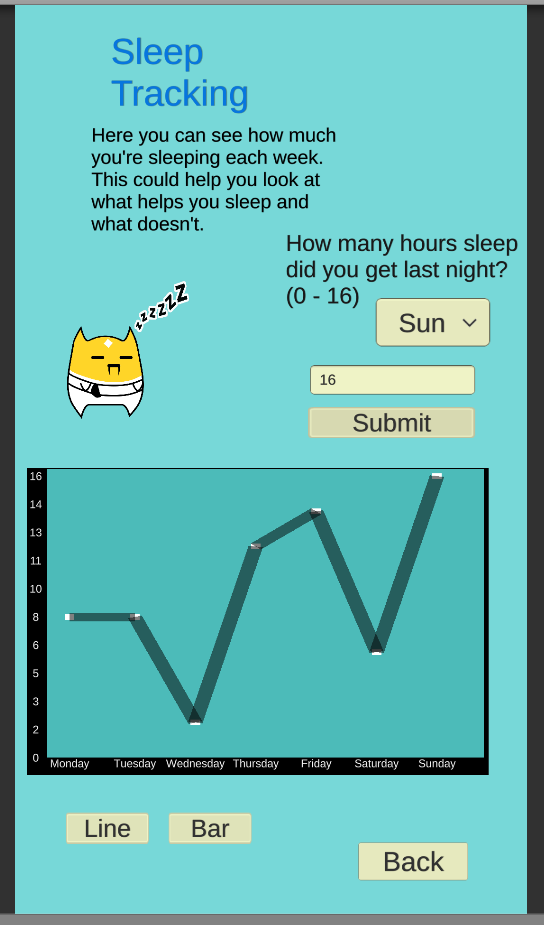 Sleep
Tracking
Here you can see how much
you're sleeping each week.
This could help you look at
what helps you sleep and
what doesn't.
How many hours sleep
did you get last night?
(0 - 16)
Sun
zzzzZZ
16
Submit
16
14
13
11
10
8
6
5
3
2
0
Monday Tuesday Wednesday Thursday Friday Saturday Sunday
Line Bar
Back